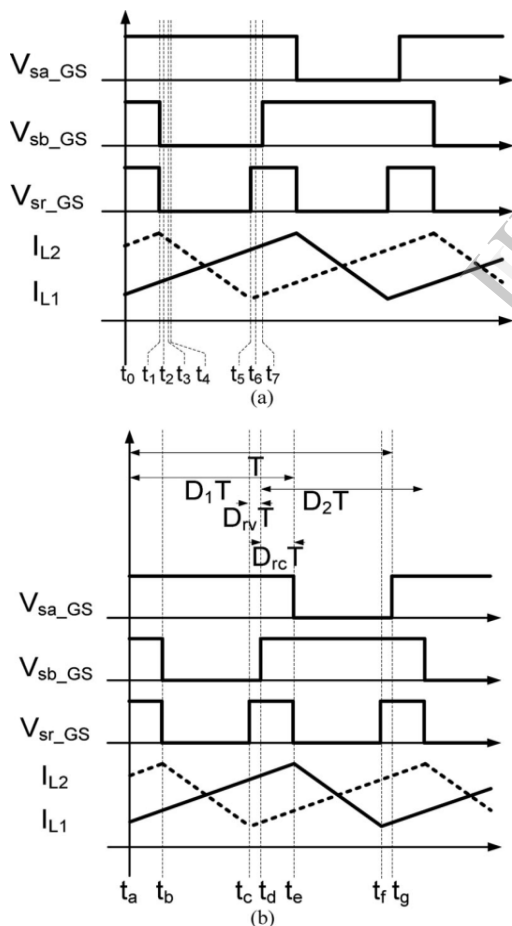 V_sa_GS
V_sb_GS
V_sr_GS
I_L2
I_L1
t_0 t_1 t_2 t_3 t_4 t_5 t_6 t_7
(a)
T
D_1T D_2T
D_rvT
D_rcT
V_sa_GS
V_sb_GS
V_sr_GS
I_L2
I_L1
t_a t_b t_c t_d t_e t_f t_g
(b)